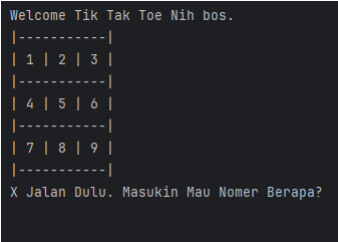 Welcome Tik Tak Toe Nih bos.
|-----------|
| 1 | 2 | 3 |
|-----------|
| 4 | 5 | 6 |
|-----------|
| 7 | 8 | 9 |
|-----------|
X Jalan Dulu. Masukin Mau Nomer Berapa?